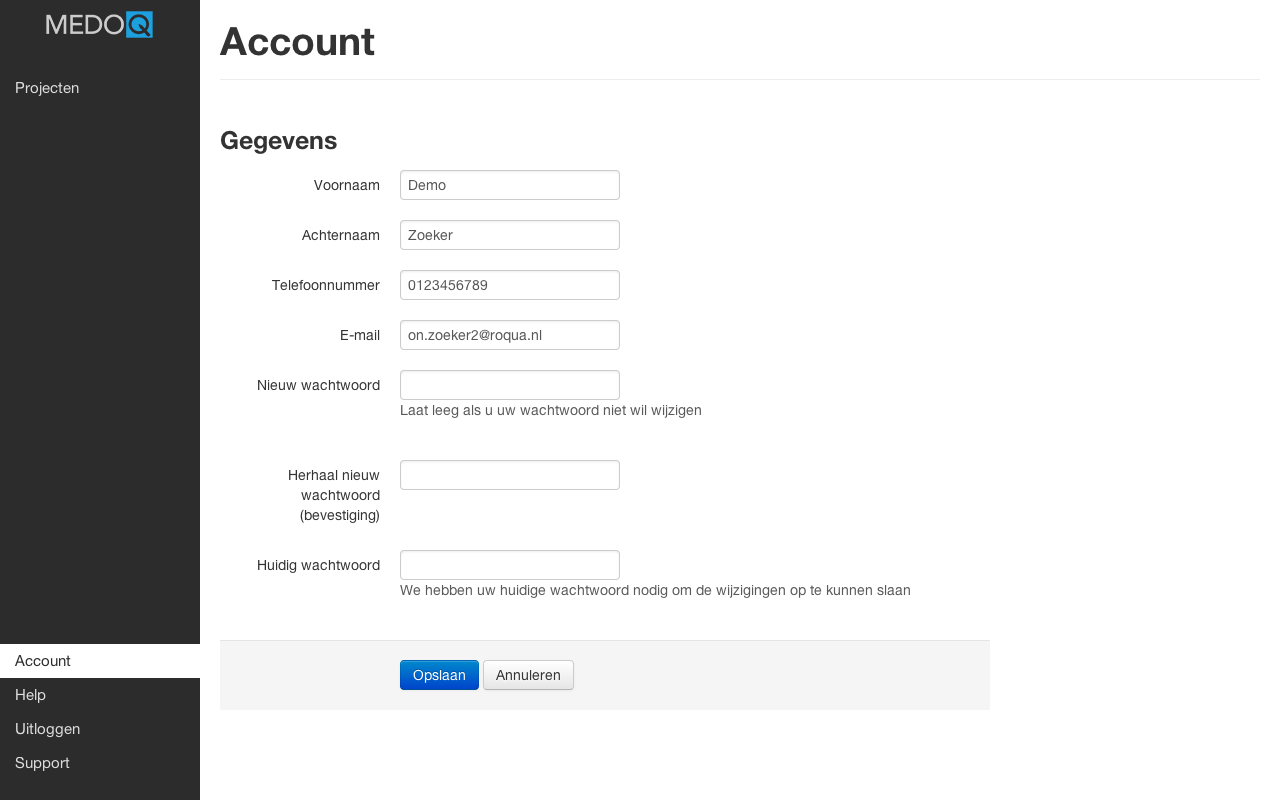 MEDOQ
Projecten
Account
Help
Uitloggen
Support
Account
Gegevens
Voornaam
Demo
Achternaam
Zoeker
Telefoonnummer
0123456789
E-mail
on.zoeker2@roqua.nl
Nieuw wachtwoord
Laat leeg als u uw wachtwoord niet wil wijzigen
Herhaal nieuw
wachtwoord
(bevestiging)
Huidig wachtwoord
We hebben uw huidige wachtwoord nodig om de wijzigingen op te kunnen slaan
Opslaan
Annuleren